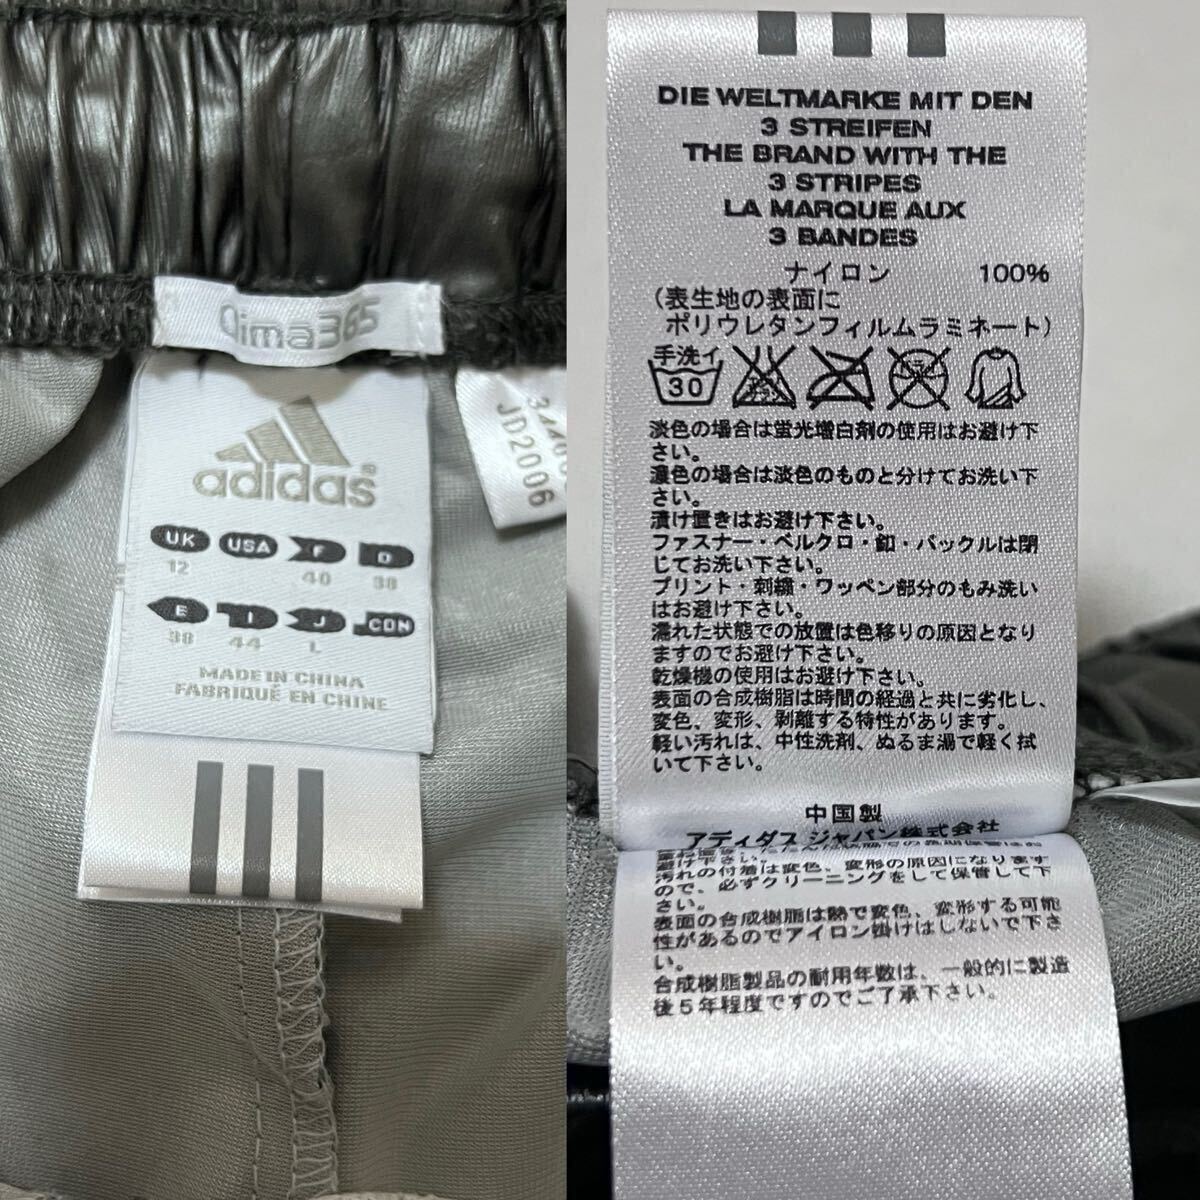 Clima365
adidas
UK
USA
F
D
12
40
38
E
I
J
CDN
38
44
L
MADE IN CHINA
FABRIQUÉ EN CHINE
JD2006
DIE WELTMARKE MIT DEN
3 STREIFEN
THE BRAND WITH THE
3 STRIPES
LA MARQUE AUX
3 BANDES
ナイロン 100%
(表生地の表面に
ポリウレタンフィルムラミネート)
手洗イ
30
淡色の場合は蛍光増白剤の使用はお避け下
さい。
濃色の場合は淡色のものと分けてお洗い下
さい。
漬け置きはお避け下さい。
ファスナー・ベルクロ・釦・バックルは閉
じてお洗い下さい。
プリント・刺繍・ワッペン部分のもみ洗い
はお避け下さい。
濡れた状態での放置は色移りの原因となり
ますのでお避け下さい。
乾燥機の使用はお避け下さい。
表面の合成樹脂は時間の経過と共に劣化し、
変色、変形、剥離する特性があります。
軽い汚れは、中性洗剤、ぬるま湯で軽く拭
いて下さい。
中国製
アディダス ジャパン株式会社
避け下さい。
汚れの付着は変色、変形の原因になります
ので、必ずクリーニングをして保管して下
さい。
表面の合成樹脂は熱で変色、変形する可能
性があるのでアイロン掛けはしないで下さ
い。
合成樹脂製品の耐用年数は、一般的に製造
後5年程度ですのでご了承下さい。